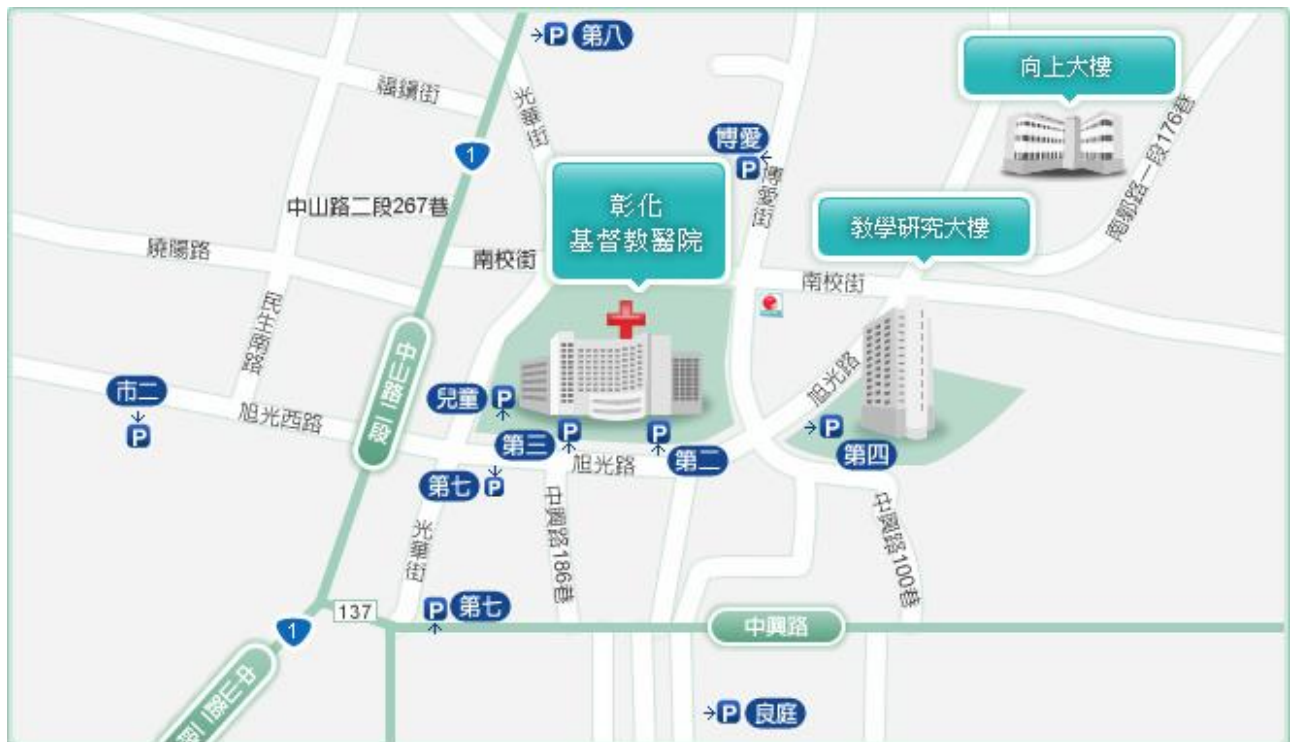 第八
向上大樓
福鎮街
光華街
南郭路一段176巷
博愛
1
博愛街
彰化
基督教醫院
中山路二段267巷
教學研究大樓
曉陽路
南校街
南校街
民生南路
中山路二段
旭光路
市二
兒童
旭光西路
第三
第二
第四
旭光路
第七
中興路186巷
中興路100巷
光華街
137
第七
中興路
1
中山路二段
良庭
P
P
P
P
P
P
P
P
P
P